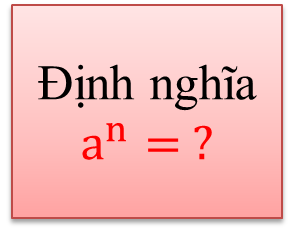 Định nghĩa
aⁿ = ?